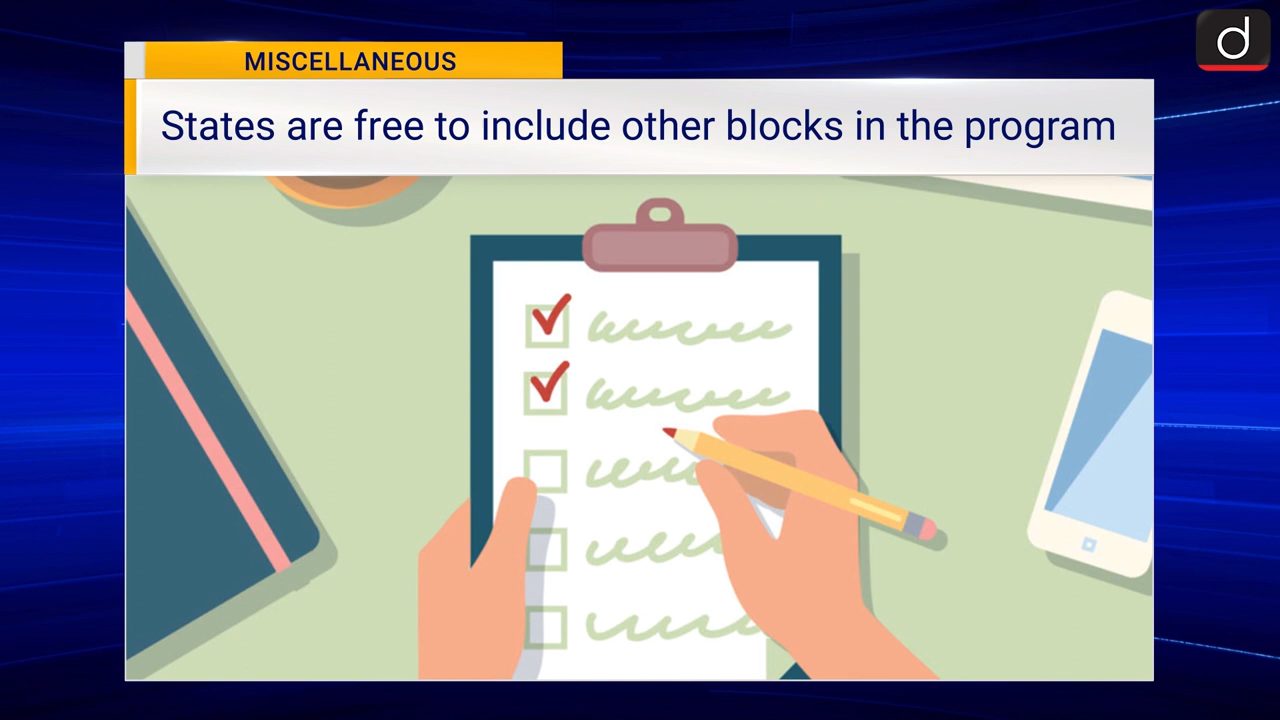 MISCELLANEOUS
d
States are free to include other blocks in the program